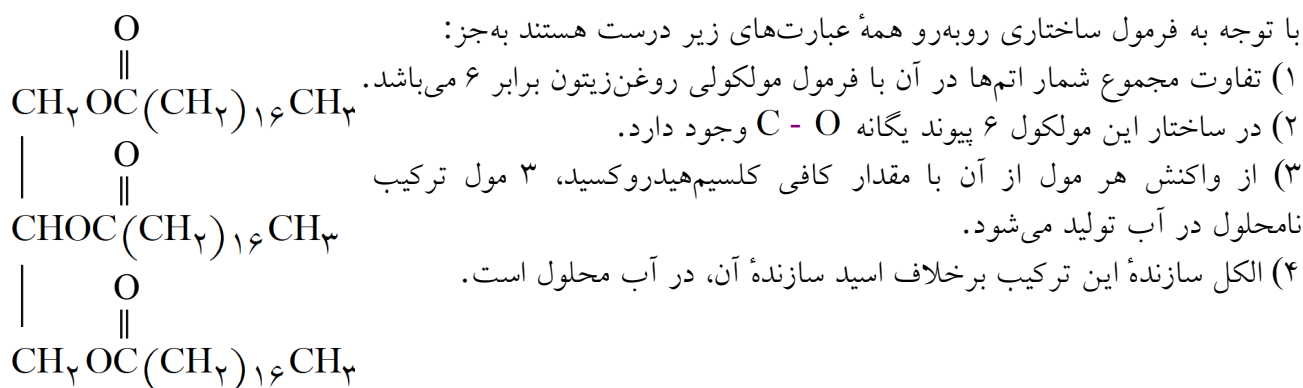 با توجه به فرمول ساختاری روبه‌رو همهٔ عبارت‌های زیر درست هستند به‌جز:
۱) تفاوت مجموع شمار اتم‌ها در آن با فرمول مولکولی روغن‌زیتون برابر ۶ می‌باشد.
۲) در ساختار این مولکول ۶ پیوند یگانه C - O وجود دارد.
۳) از واکنش هر مول از آن با مقدار کافی کلسیم‌هیدروکسید، ۳ مول ترکیب
نامحلول در آب تولید می‌شود.
۴) الکل سازندهٔ این ترکیب برخلاف اسید سازندهٔ آن، در آب محلول است.
O
CH₂OC(CH₂)₁₆CH₃
O
CHOC(CH₂)₁₆CH₃
O
CH₂OC(CH₂)₁₆CH₃